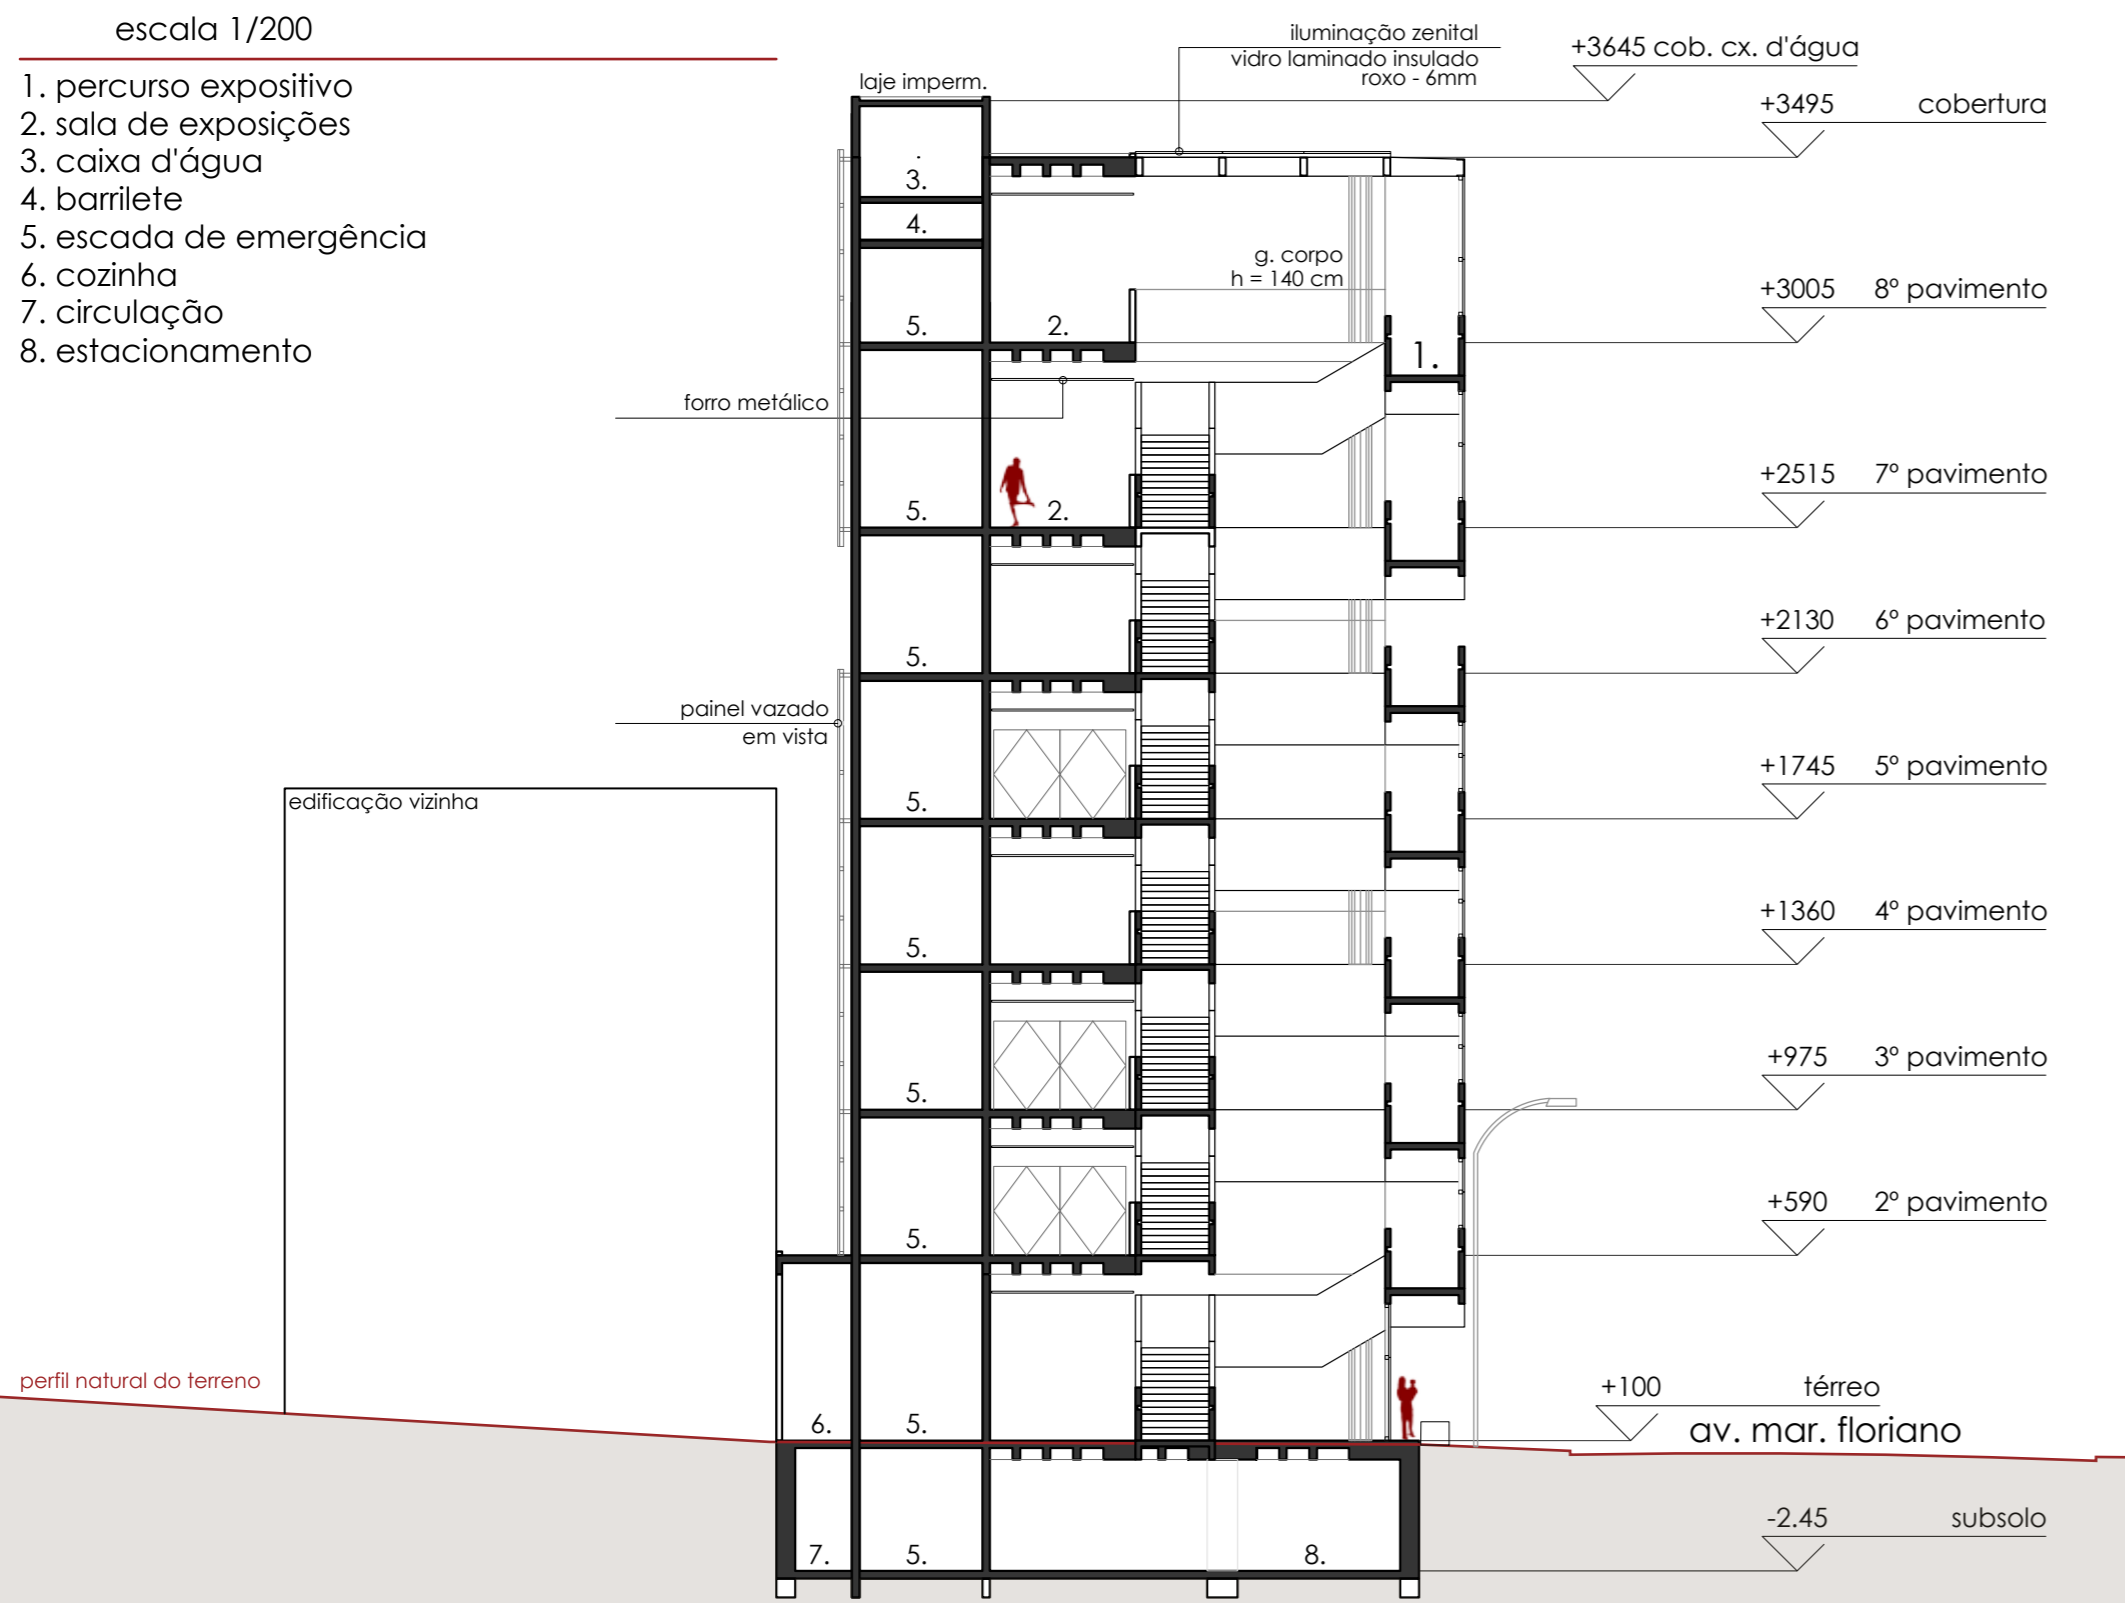 escala 1/200
1. percurso expositivo
2. sala de exposições
3. caixa d'água
4. barrilete
5. escada de emergência
6. cozinha
7. circulação
8. estacionamento
iluminação zenital
vidro laminado insulado
roxo - 6mm
+3645 cob. cx. d'água
laje imperm.
+3495 cobertura
3.
4.
g. corpo
h = 140 cm
+3005 8º pavimento
5.
2.
1.
forro metálico
+2515 7º pavimento
5.
2.
+2130 6º pavimento
5.
painel vazado
em vista
+1745 5º pavimento
edificação vizinha
5.
+1360 4º pavimento
5.
+975 3º pavimento
5.
+590 2º pavimento
5.
perfil natural do terreno
+100 térreo
6.
5.
av. mar. floriano
-2.45 subsolo
7.
5.
8.